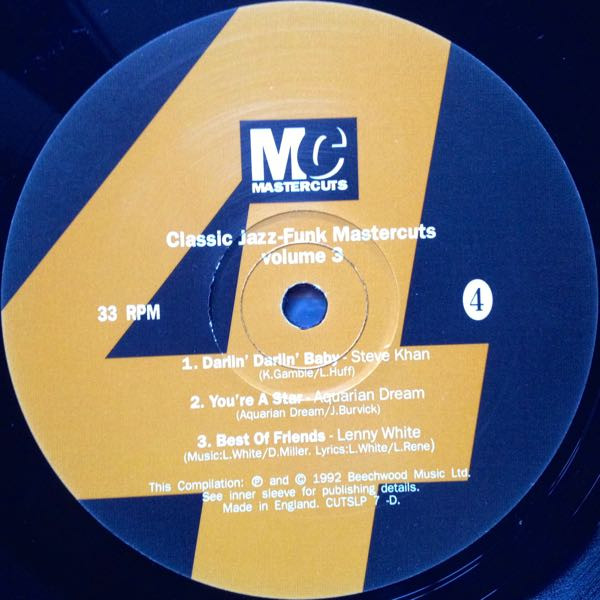 MC
MASTERCUTS
Classic Jazz-Funk Mastercuts
volume 3
33 RPM
4
1. Darlin' Darlin' Baby - Steve Khan
(K.Gamble/L.Huff)
2. You're A Star - Aquarian Dream
(Aquarian Dream/J.Burvick)
3. Best Of Friends - Lenny White
(Music:L.White/D.Miller. Lyrics:L.White/L.Rene)
This Compilation: ℗ and © 1992 Beechwood Music Ltd.
See inner sleeve for publishing details.
Made in England. CUTSLP 7 -D.
4